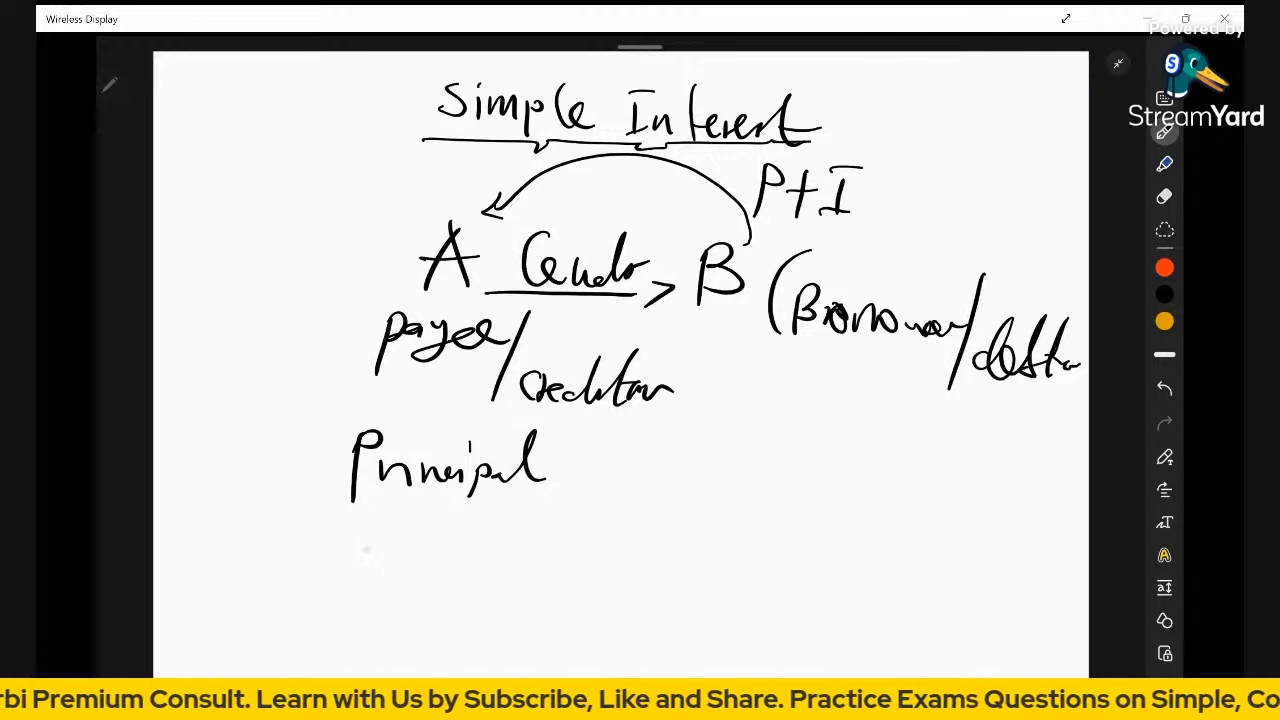 Wireless Display
Powered by
StreamYard
Simple Interest
P+I
A Lends > B (Borrower/debtor
payee/creditor
Principal
rbi Premium Consult. Learn with Us by Subscribe, Like and Share. Practice Exams Questions on Simple, Co